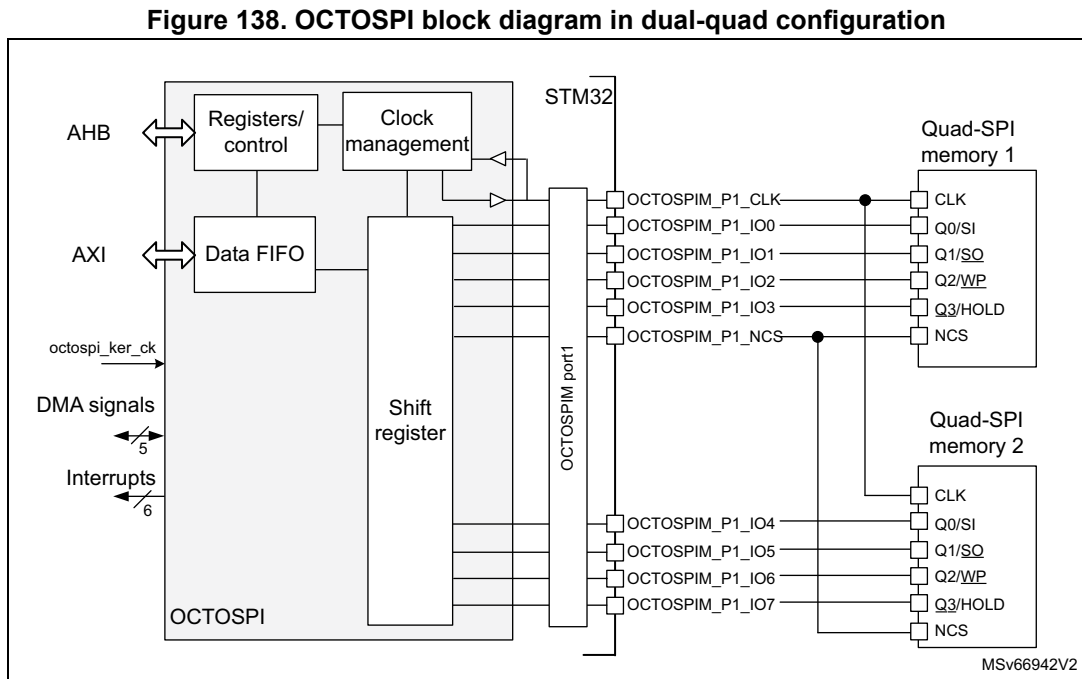 Figure 138. OCTOSPI block diagram in dual-quad configuration
AHB
Registers/
control
Clock
management
STM32
Quad-SPI
memory 1
AXI
Data FIFO
OCTOSPIM_P1_CLK
OCTOSPIM_P1_IO0
OCTOSPIM_P1_IO1
OCTOSPIM_P1_IO2
OCTOSPIM_P1_IO3
OCTOSPIM_P1_NCS
CLK
Q0/SI
Q1/SO
Q2/WP
Q3/HOLD
NCS
octospi_ker_ck
DMA signals
5
Interrupts
6
Shift
register
OCTOSPIM port1
Quad-SPI
memory 2
OCTOSPIM_P1_IO4
OCTOSPIM_P1_IO5
OCTOSPIM_P1_IO6
OCTOSPIM_P1_IO7
CLK
Q0/SI
Q1/SO
Q2/WP
Q3/HOLD
NCS
OCTOSPI
MSv66942V2